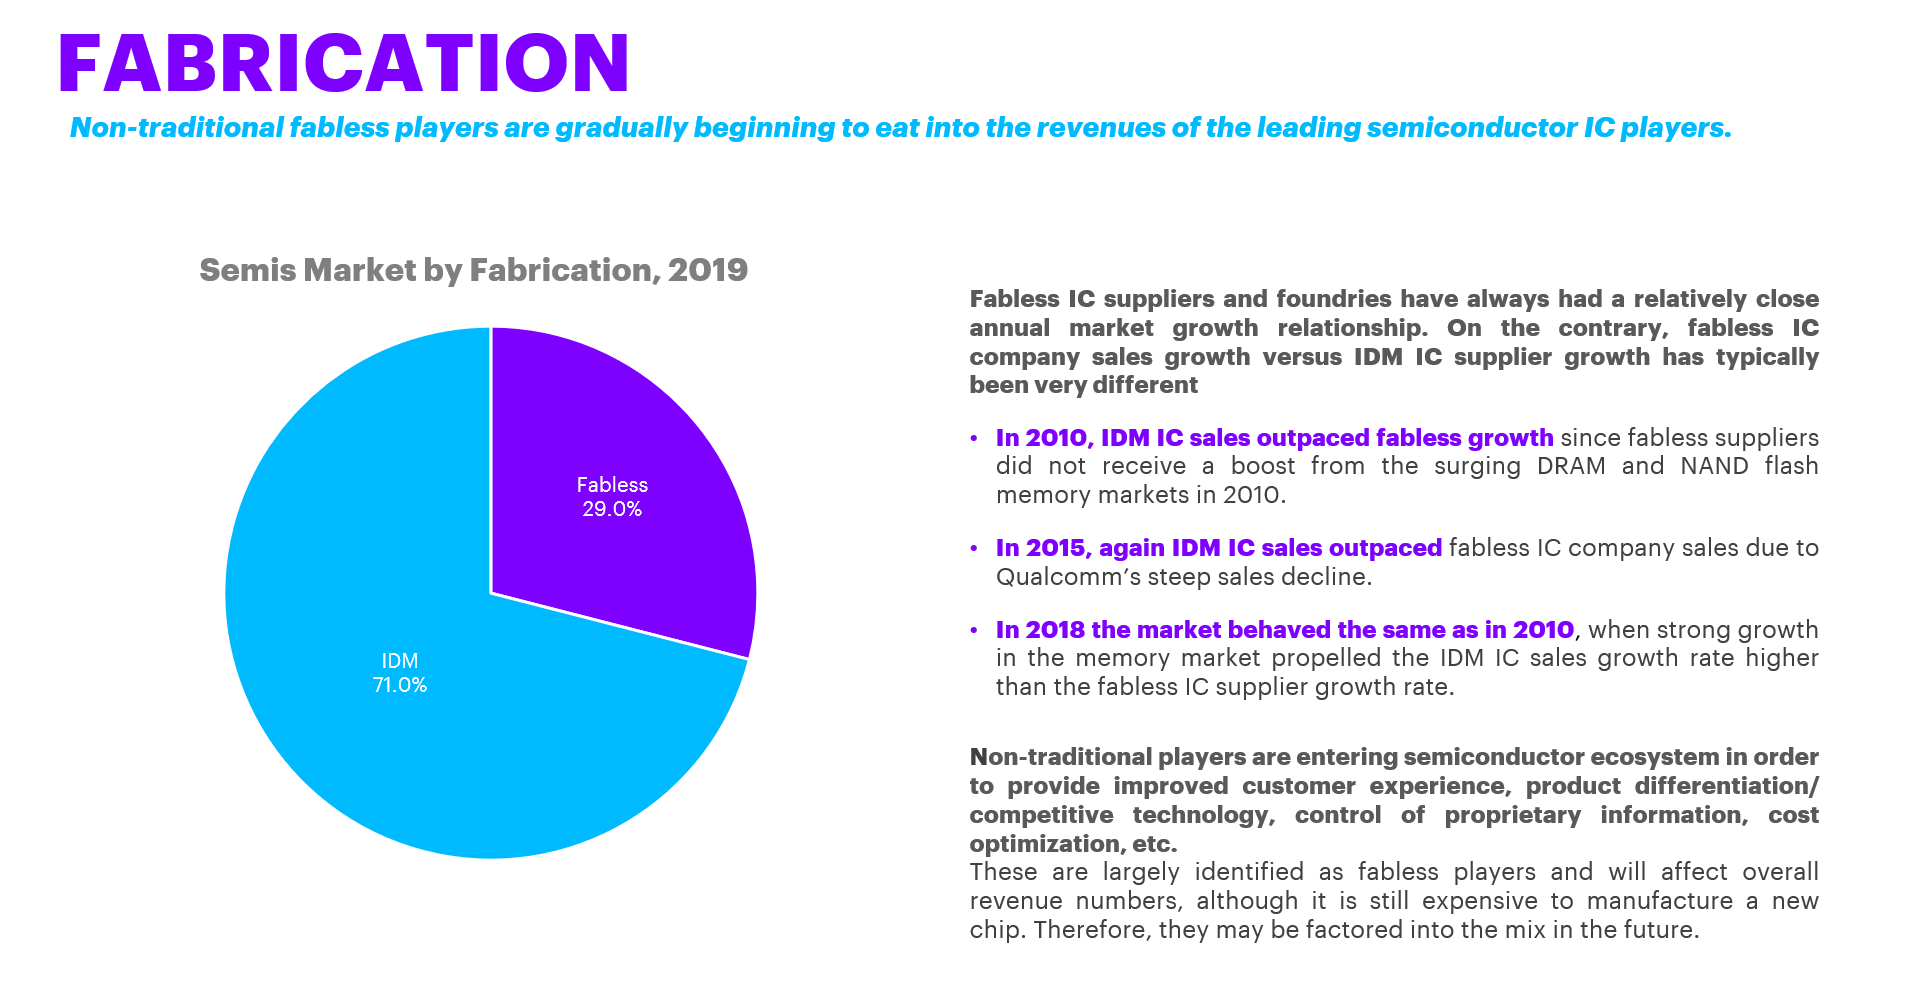 FABRICATION
Non-traditional fabless players are gradually beginning to eat into the revenues of the leading semiconductor IC players.
Semis Market by Fabrication, 2019
Fabless
29.0%
IDM
71.0%
Fabless IC suppliers and foundries have always had a relatively close
annual market growth relationship. On the contrary, fabless IC
company sales growth versus IDM IC supplier growth has typically
been very different
• In 2010, IDM IC sales outpaced fabless growth since fabless suppliers
did not receive a boost from the surging DRAM and NAND flash
memory markets in 2010.
• In 2015, again IDM IC sales outpaced fabless IC company sales due to
Qualcomm’s steep sales decline.
• In 2018 the market behaved the same as in 2010, when strong growth
in the memory market propelled the IDM IC sales growth rate higher
than the fabless IC supplier growth rate.
Non-traditional players are entering semiconductor ecosystem in order
to provide improved customer experience, product differentiation/
competitive technology, control of proprietary information, cost
optimization, etc.
These are largely identified as fabless players and will affect overall
revenue numbers, although it is still expensive to manufacture a new
chip. Therefore, they may be factored into the mix in the future.